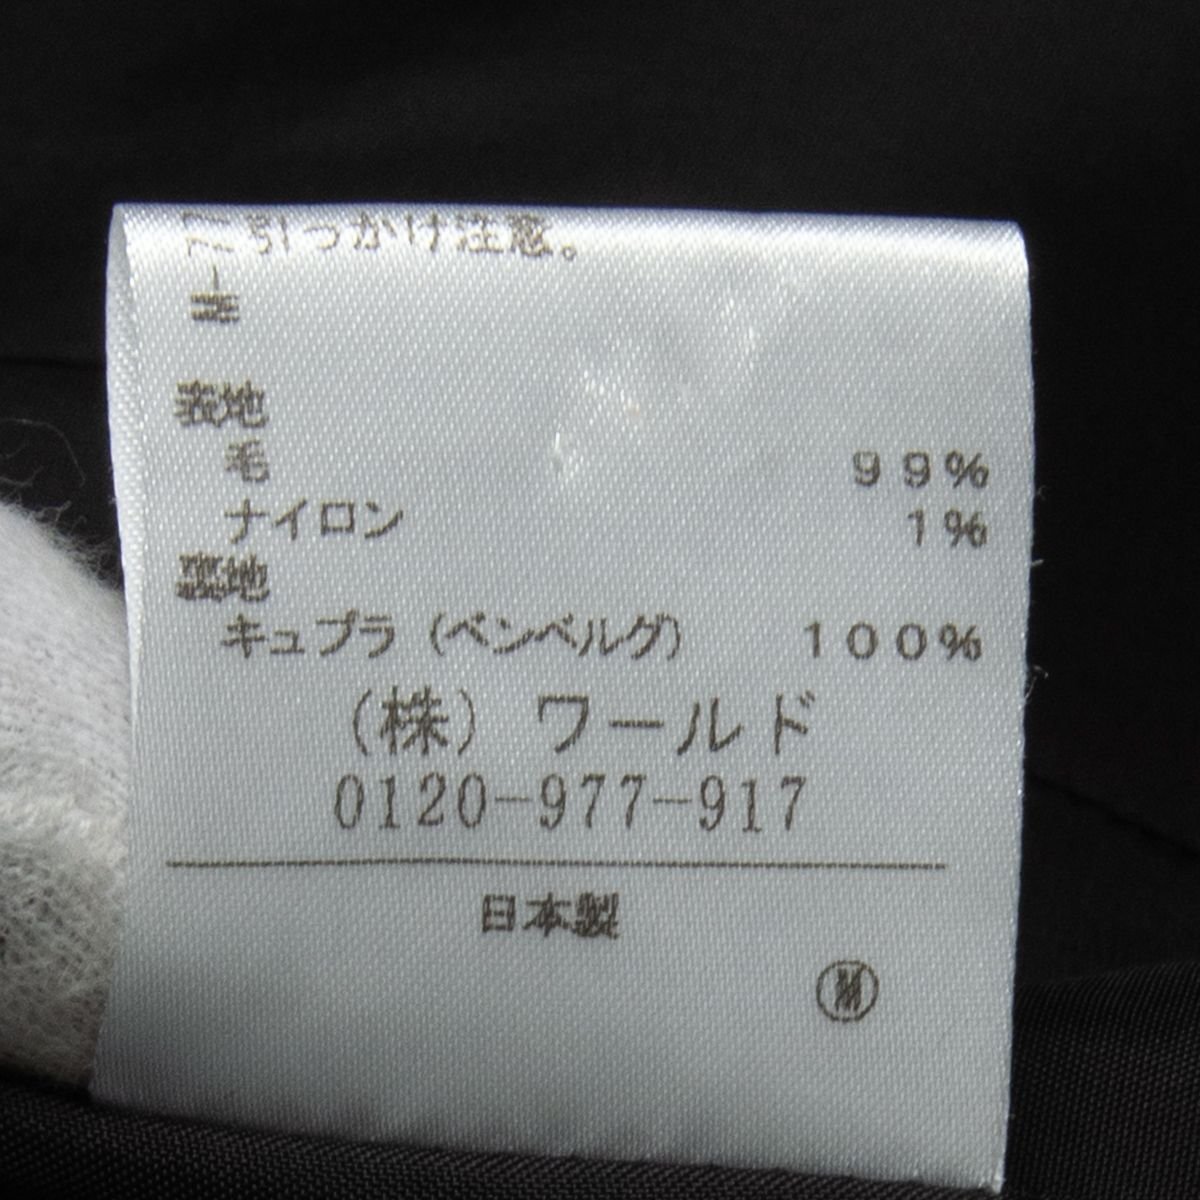 引っかけ注意。
表地
毛 99%
ナイロン 1%
裏地
キュプラ (ベンベルグ) 100%
(株) ワールド
0120-977-917
日本製
Ⓜ